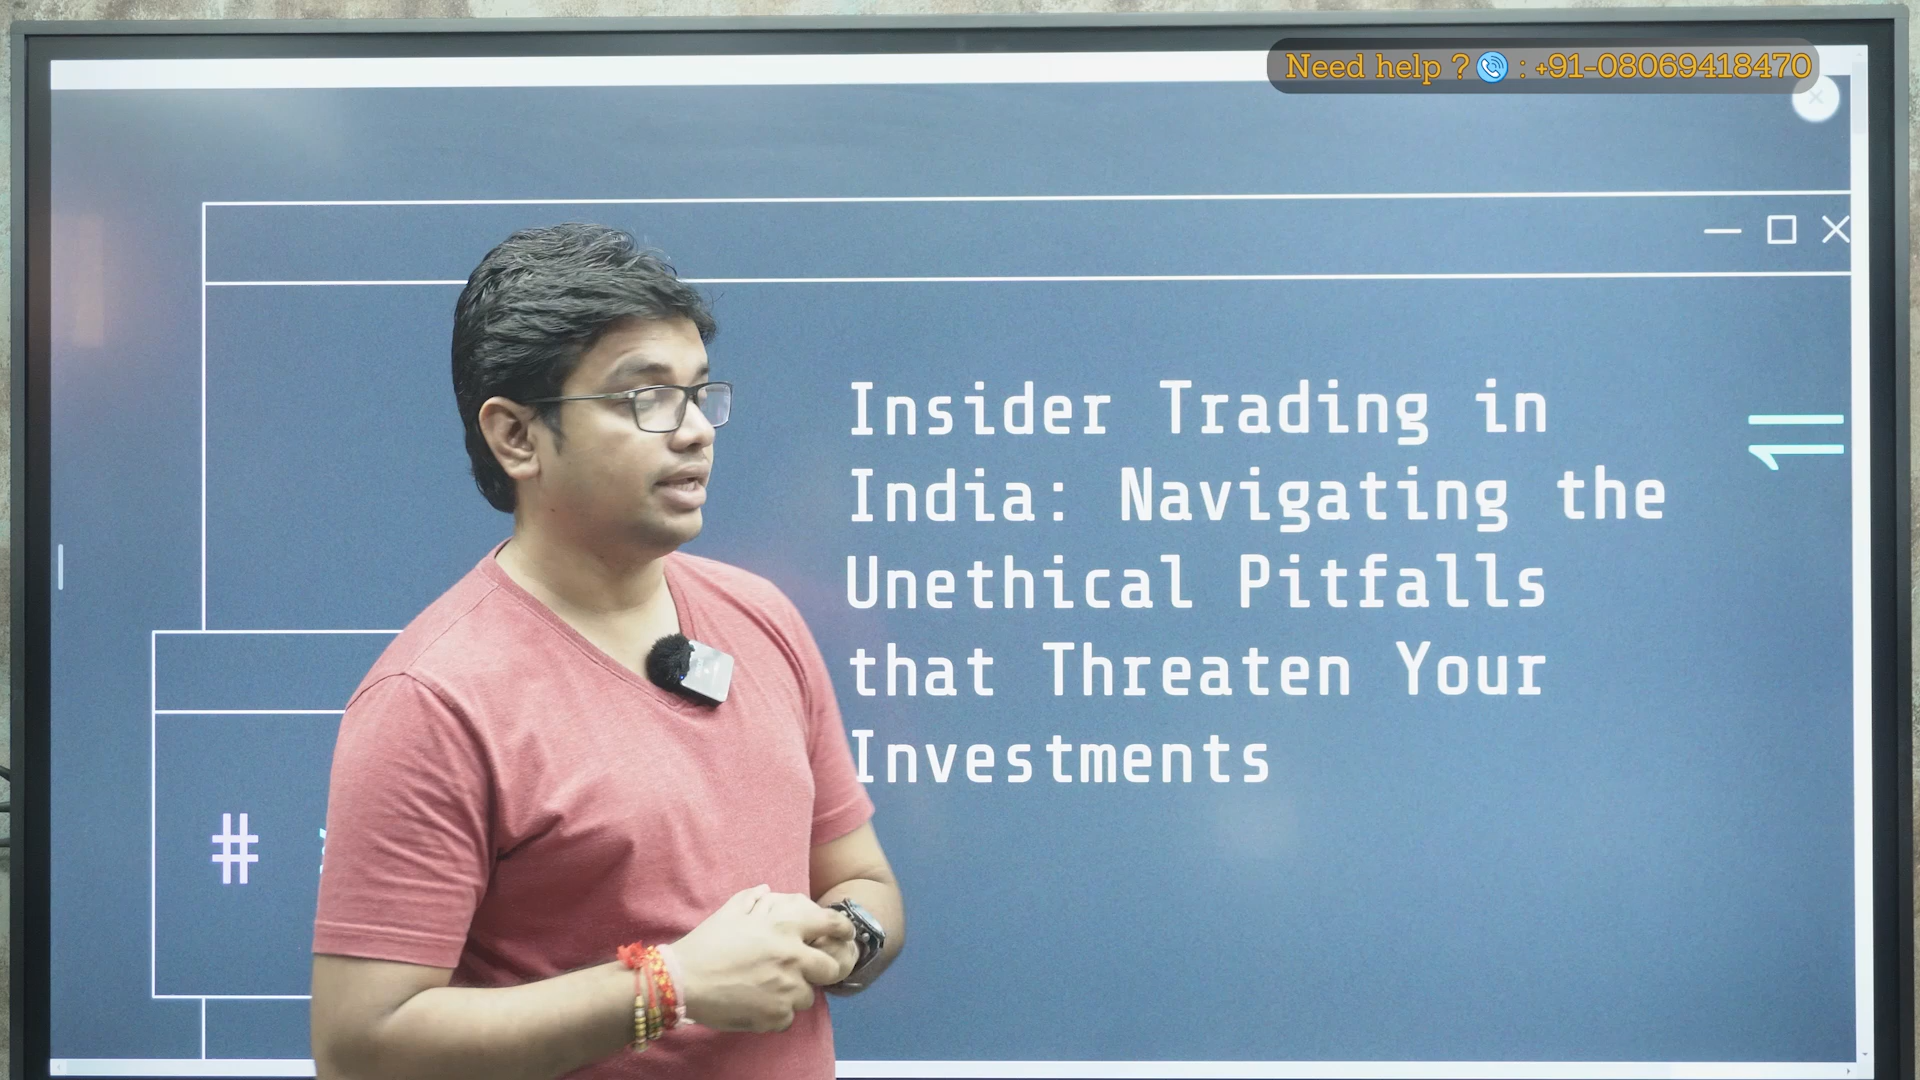 Need help ? : +91-08069418470
Insider Trading in
India: Navigating the
Unethical Pitfalls
that Threaten Your
Investments
#